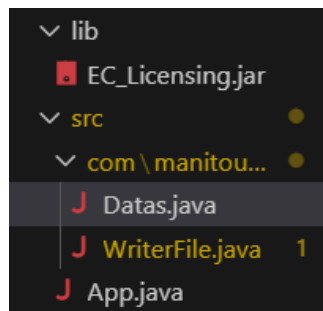 lib
EC_Licensing.jar
src
com\manitou...
J Datas.java
J WriterFile.java 1
J App.java